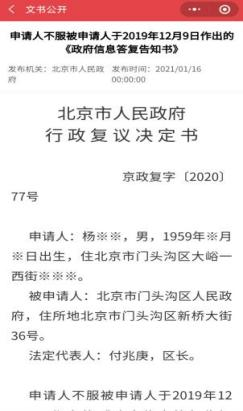 文书公开
申请人不服被申请人于2019年12月9日作出的
《政府信息答复告知书》
发布机关：北京市人民政 发布时间：2021/01/16
府 00:00:00
北京市人民政府
行政复议决定书
京政复字〔2020〕
77号
申请人：杨※※，男，1959年※月
※日出生，住北京市门头沟区大峪一
西街※※※。
被申请人：北京市门头沟区人民政
府，住所地北京市门头沟区新桥大街
36号。
法定代表人：付兆庚，区长。
申请人不服被申请人于2019年12